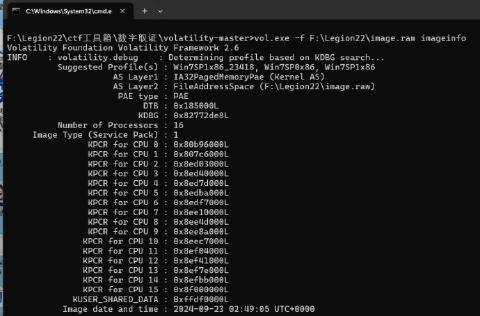 C:\Windows\System32\cmd.e
F:\Legion22\ctf工具箱\数字取证\volatility-master>vol.exe -f F:\Legion22\image.raw imageinfo
Volatility Foundation Volatility Framework 2.6
INFO    : volatility.debug    : Determining profile based on KDBG search...
Suggested Profile(s) : Win7SP1x86_23418, Win7SP0x86, Win7SP1x86
AS Layer1 : IA32PagedMemoryPae (Kernel AS)
AS Layer2 : FileAddressSpace (F:\Legion22\image.raw)
PAE type : PAE
DTB : 0x185000L
KDBG : 0x82772de8L
Number of Processors : 16
Image Type (Service Pack) : 1
KPCR for CPU 0 : 0x80b96000L
KPCR for CPU 1 : 0x807c6000L
KPCR for CPU 2 : 0x8ed03000L
KPCR for CPU 3 : 0x8ed40000L
KPCR for CPU 4 : 0x8ed7d000L
KPCR for CPU 5 : 0x8edba000L
KPCR for CPU 6 : 0x8edf7000L
KPCR for CPU 7 : 0x8ee10000L
KPCR for CPU 8 : 0x8ee4d000L
KPCR for CPU 9 : 0x8ee8a000L
KPCR for CPU 10 : 0x8eec7000L
KPCR for CPU 11 : 0x8ef04000L
KPCR for CPU 12 : 0x8ef41000L
KPCR for CPU 13 : 0x8ef7e000L
KPCR for CPU 14 : 0x8efbb000L
KPCR for CPU 15 : 0x8f000000L
KUSER_SHARED_DATA : 0xffdf0000L
Image date and time : 2024-09-23 02:49:05 UTC+0000